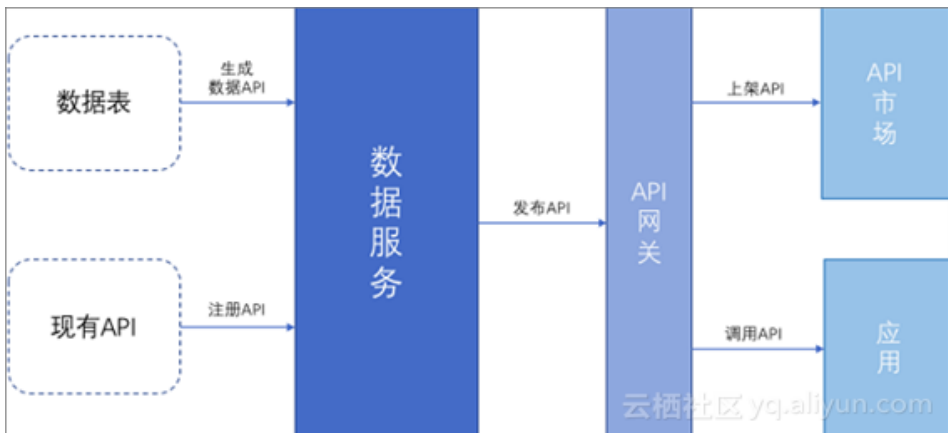 数据表
生成
数据API
数据服务
发布API
API
网关
上架API
API
市场
现有API
注册API
调用API
应用
云栖社区 yq.aliyun.com